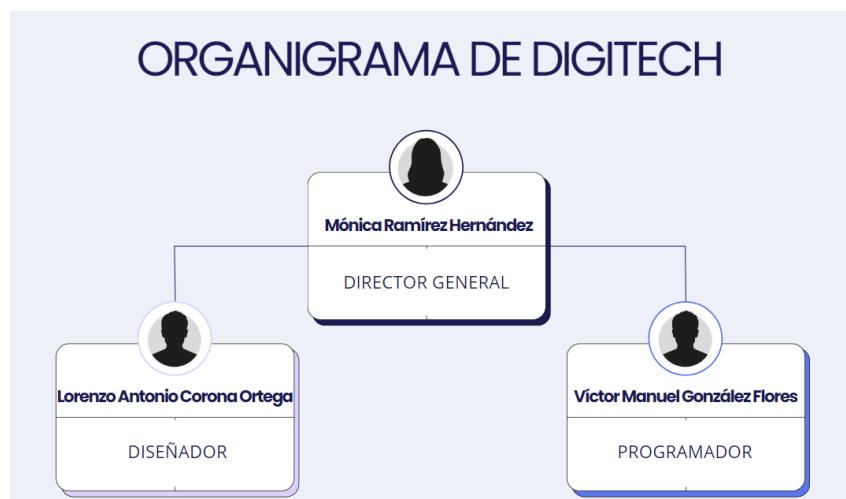 ORGANIGRAMA DE DIGITECH
Mónica Ramírez Hernández
DIRECTOR GENERAL
Lorenzo Antonio Corona Ortega
DISEÑADOR
Víctor Manuel González Flores
PROGRAMADOR